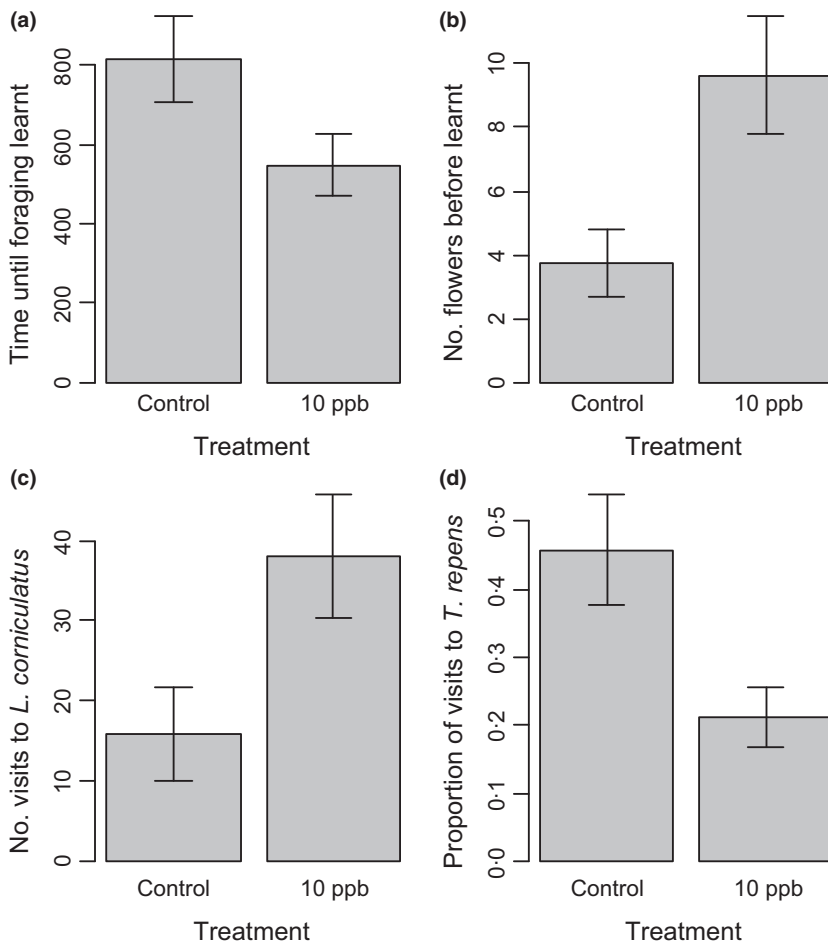 (a)
Time until foraging learnt
800
600
400
200
0
Control
10 ppb
Treatment
(b)
No. flowers before learnt
10
8
6
4
2
0
Control
10 ppb
Treatment
(c)
No. visits to L. corniculatus
40
30
20
10
0
Control
10 ppb
Treatment
(d)
Proportion of visits to T. repens
0·5
0·4
0·3
0·2
0·1
0·0
Control
10 ppb
Treatment